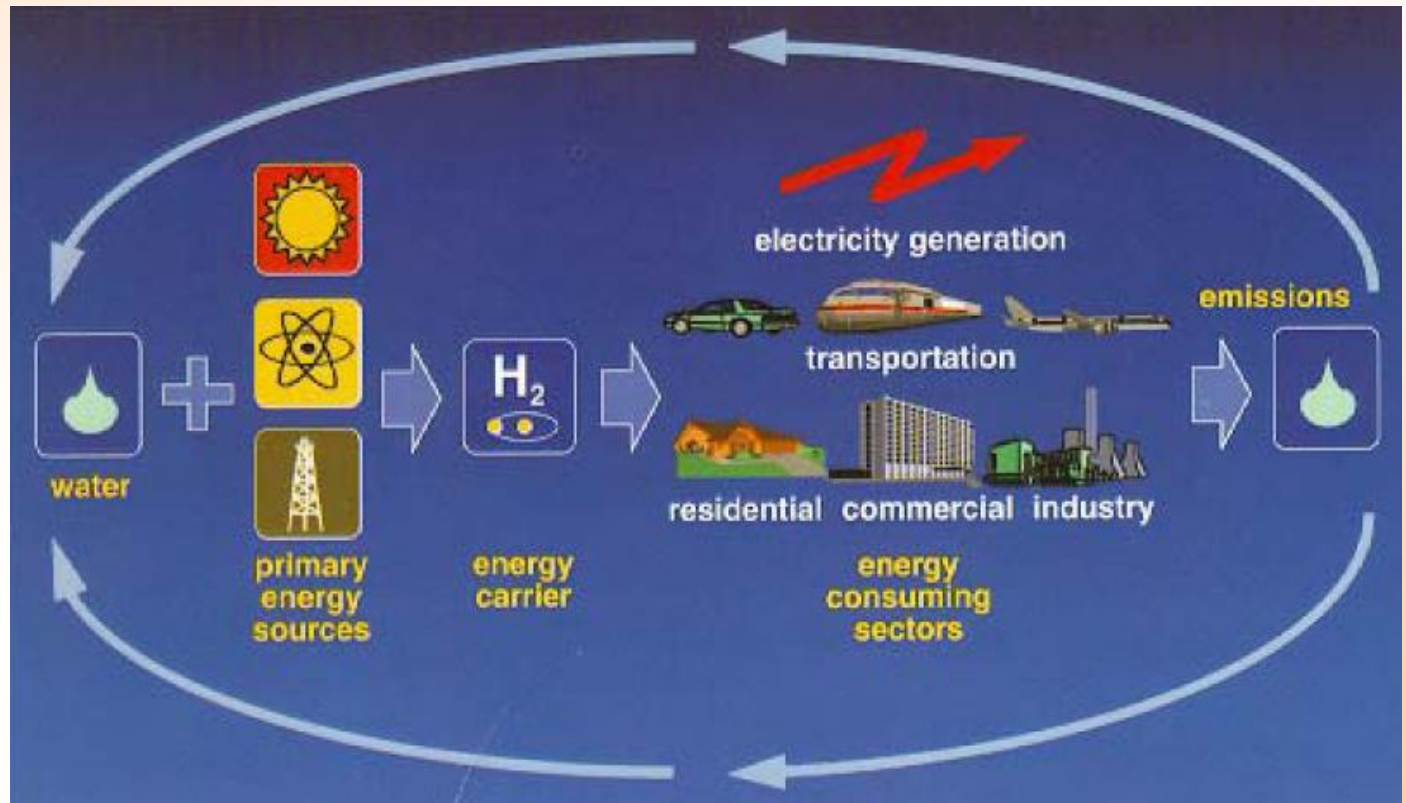 electricity generation
emissions
H2
transportation
water
residential commercial industry
primary
energy
sources
energy
carrier
energy
consuming
sectors